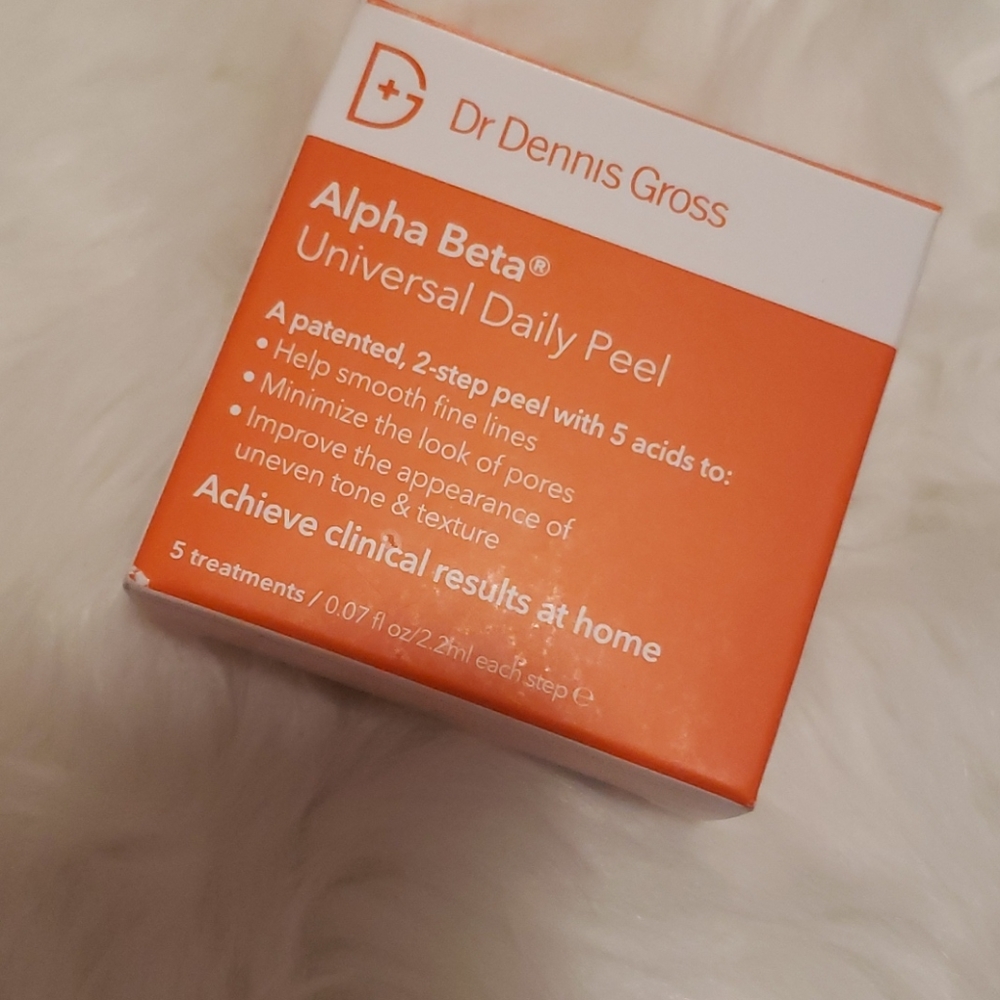 Dr Dennis Gross
Alpha Beta®
Universal Daily Peel
A patented, 2-step peel with 5 acids to:
• Help smooth fine lines
• Minimize the look of pores
• Improve the appearance of
uneven tone & texture
Achieve clinical results at home
5 treatments / 0.07 fl oz/2.2ml each step ℮